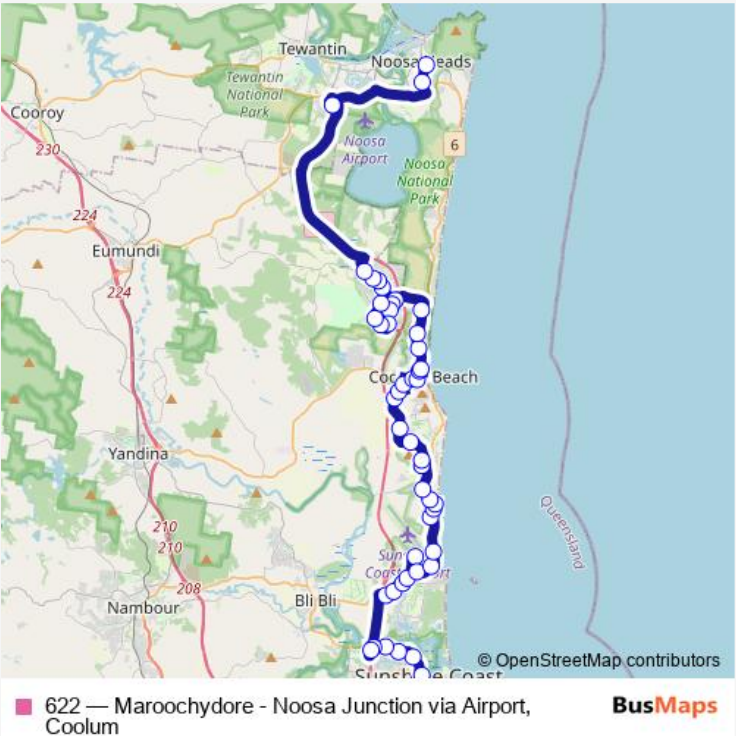 Tewantin
Noosa Heads
Tewantin
National
Park
Cooroy
Noosa
Airport
6
230
Noosa
National
Park
224
Eumundi
224
Beach
Yandina
Queensland
210
210
208
Nambour
Bli Bli
© OpenStreetMap contributors
622 — Maroochydore - Noosa Junction via Airport,
Coolum
BusMaps